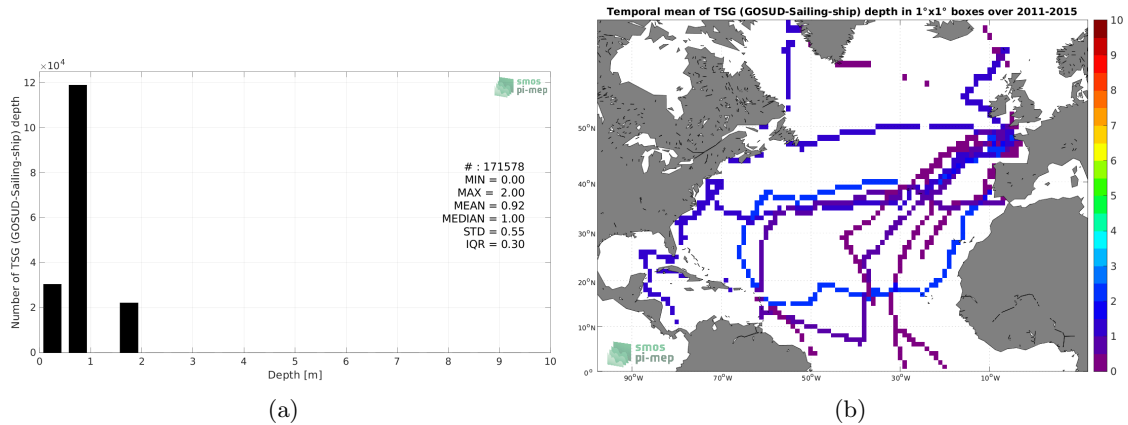 ×10⁴
12
10
8
6
4
2
0
Number of TSG (GOSUD-Sailing-ship) depth
smos
pi-mep
# : 171578
MIN = 0.00
MAX = 2.00
MEAN = 0.92
MEDIAN = 1.00
STD = 0.55
IQR = 0.30
0 1 2 3 4 5 6 7 8 9 10
Depth [m]
(a)
Temporal mean of TSG (GOSUD-Sailing-ship) depth in 1°x1° boxes over 2011-2015
50°N
40°N
30°N
20°N
10°N
0°
90°W 70°W 50°W 30°W 10°W
smos
pi-mep
10
9
8
7
6
5
4
3
2
1
0
(b)